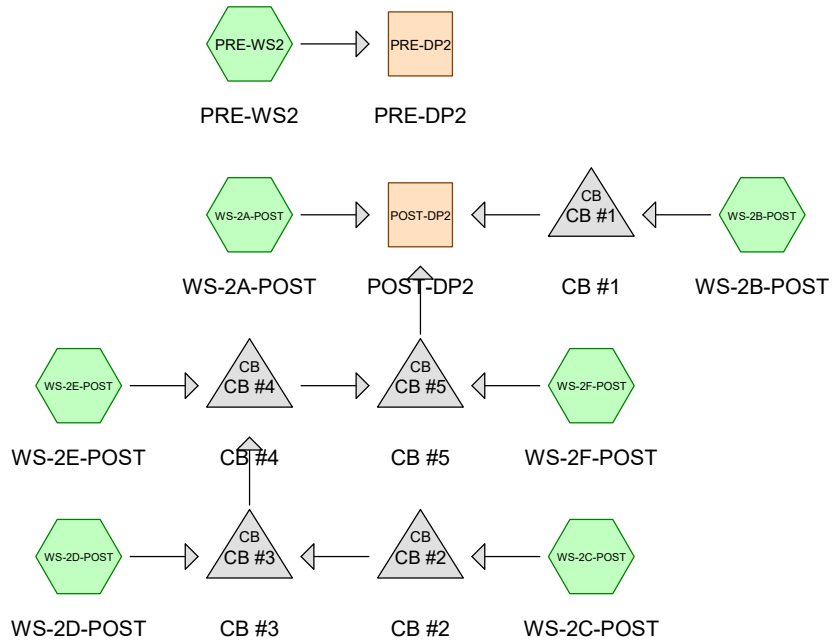 PRE-WS2
PRE-DP2
PRE-WS2
PRE-DP2
WS-2A-POST
POST-DP2
CB
CB #1
WS-2B-POST
WS-2A-POST
POST-DP2
CB #1
WS-2B-POST
WS-2E-POST
CB
CB #4
CB
CB #5
WS-2F-POST
WS-2E-POST
CB #4
CB #5
WS-2F-POST
WS-2D-POST
CB
CB #3
CB
CB #2
WS-2C-POST
WS-2D-POST
CB #3
CB #2
WS-2C-POST